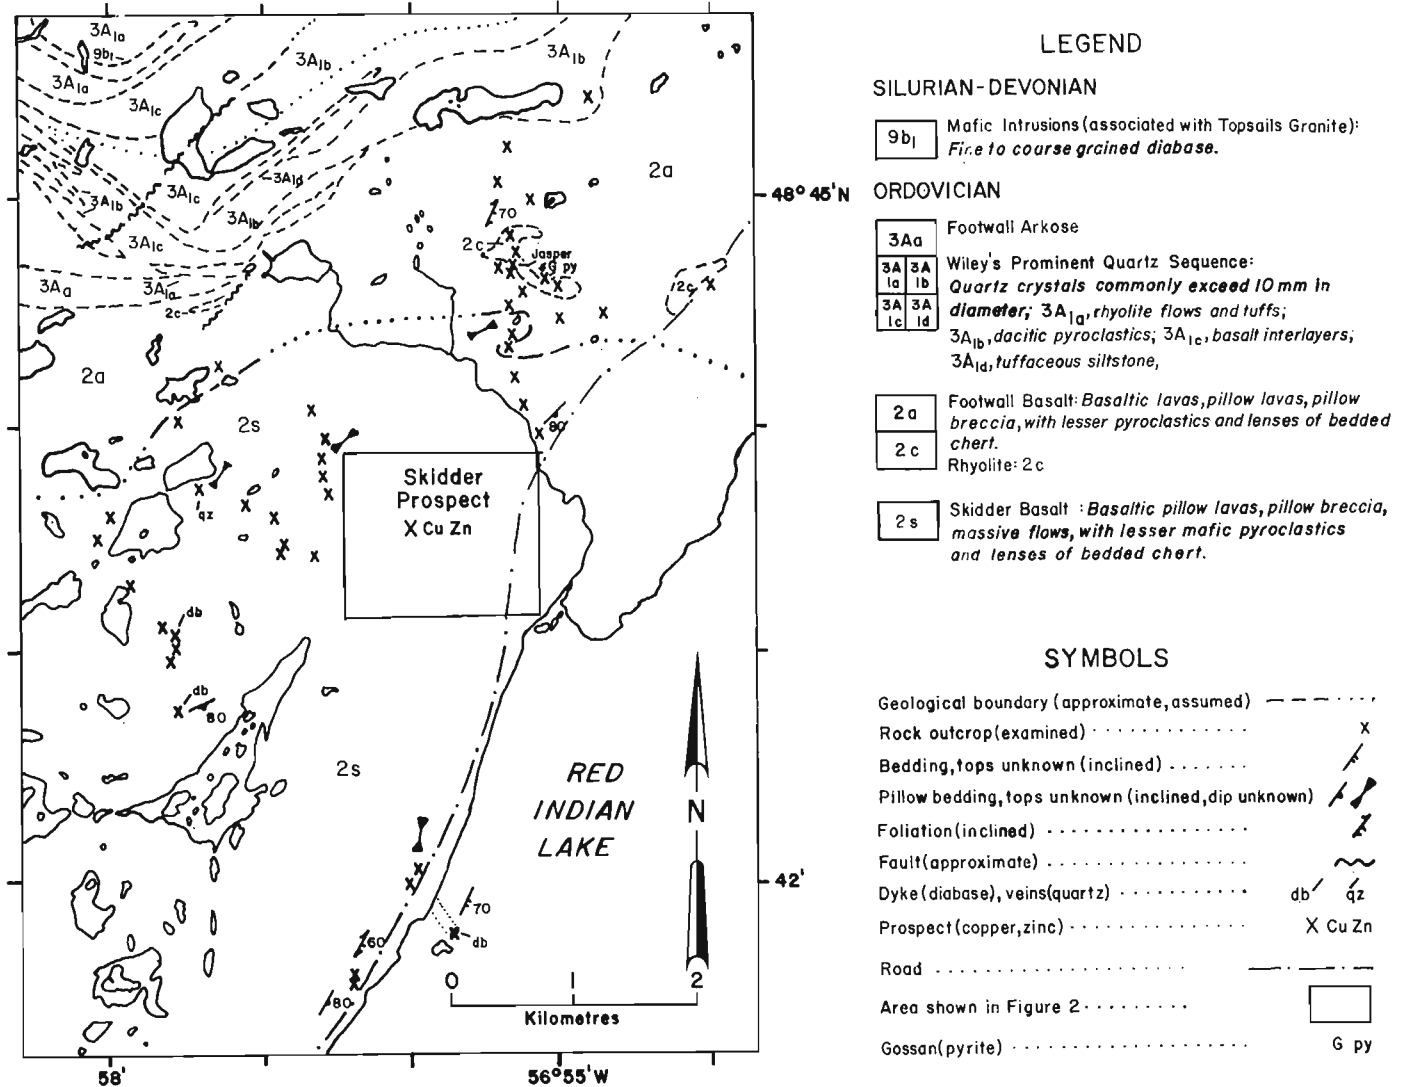 3A1a
9b1
3A1b
3A1b
3A1a
3A1c
2a
3A1d
3A1c
48° 45'N
3A1b
3A1b
70
3A1c
2c
Jasper
G py
3Aa
3A1a
2c
2c
2a
2s
80
Skidder
Prospect
X Cu Zn
qz
db
db
80
2s
RED
INDIAN
LAKE
N
42'
70
db
60
80
0 1 2
Kilometres
58'
56°55'W
LEGEND
SILURIAN-DEVONIAN
9b1 Mafic Intrusions (associated with Topsails Granite):
Fine to course grained diabase.
ORDOVICIAN
3Aa Footwall Arkose
3A 1a 3A 1b Wiley's Prominent Quartz Sequence:
Quartz crystals commonly exceed 10 mm in
3A 1c 3A 1d diameter; 3A1a, rhyolite flows and tuffs;
3A1b, dacitic pyroclastics; 3A1c, basalt interlayers;
3A1d, tuffaceous siltstone,
2a Footwall Basalt: Basaltic lavas, pillow lavas, pillow
breccia, with lesser pyroclastics and lenses of bedded
chert.
2c Rhyolite: 2c
2s Skidder Basalt : Basaltic pillow lavas, pillow breccia,
massive flows, with lesser mafic pyroclastics
and lenses of bedded chert.
SYMBOLS
Geological boundary (approximate, assumed)
Rock outcrop (examined) x
Bedding, tops unknown (inclined)
Pillow bedding, tops unknown (inclined, dip unknown)
Foliation (inclined)
Fault (approximate)
Dyke (diabase), veins (quartz) db qz
Prospect (copper, zinc) X Cu Zn
Road
Area shown in Figure 2
Gossan (pyrite) G py